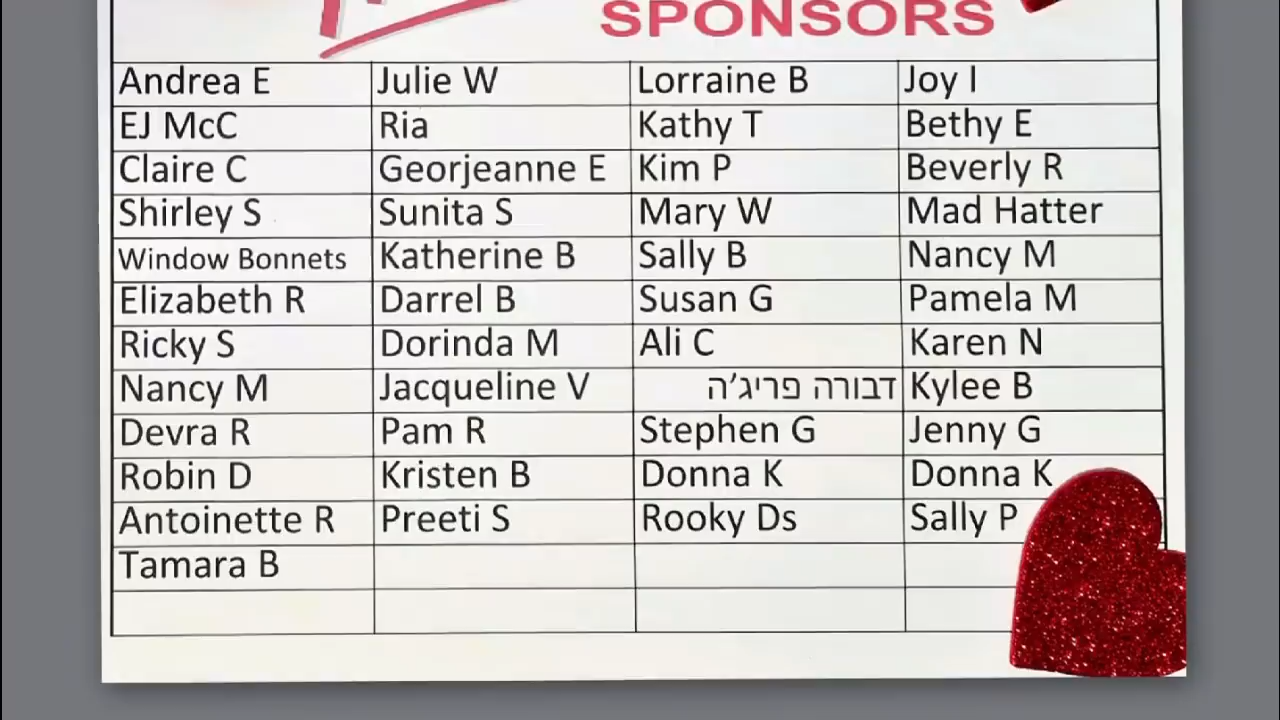 SPONSORS
Andrea E Julie W Lorraine B Joy I
EJ McC Ria Kathy T Bethy E
Claire C Georjeanne E Kim P Beverly R
Shirley S Sunita S Mary W Mad Hatter
Window Bonnets Katherine B Sally B Nancy M
Elizabeth R Darrel B Susan G Pamela M
Ricky S Dorinda M Ali C Karen N
Nancy M Jacqueline V דבורה פריג'ה Kylee B
Devra R Pam R Stephen G Jenny G
Robin D Kristen B Donna K Donna K
Antoinette R Preeti S Rooky Ds Sally P
Tamara B